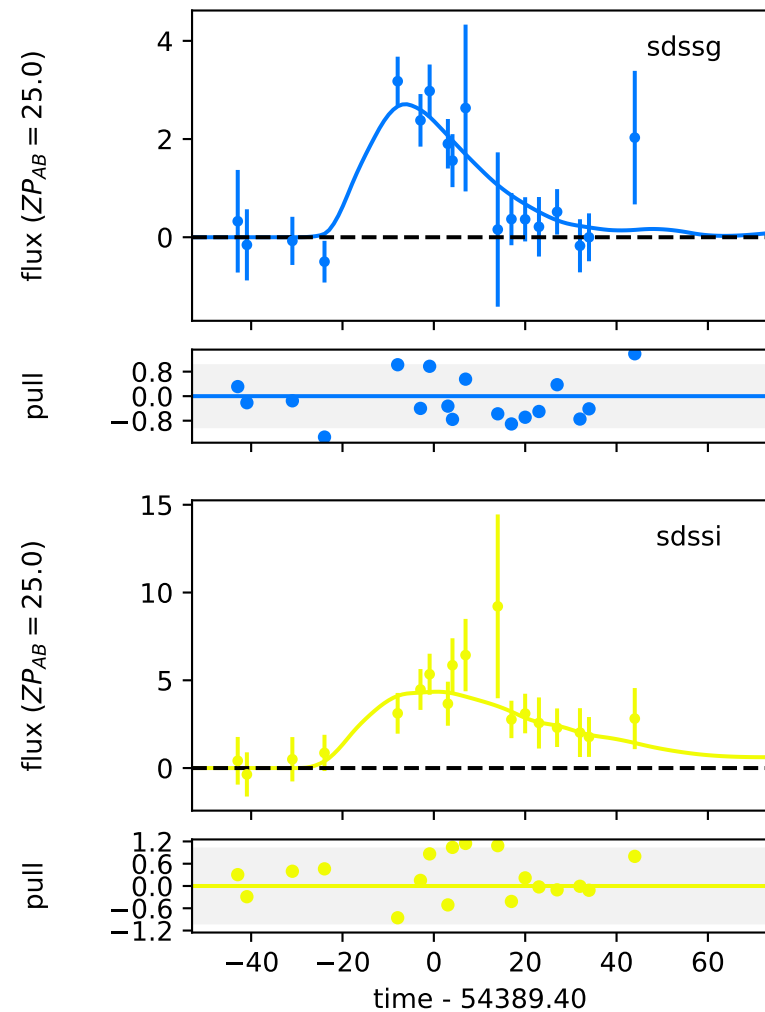 sdssg
flux (ZP_AB = 25.0)
4
2
0
pull
0.8
0.0
−0.8
sdssi
flux (ZP_AB = 25.0)
15
10
5
0
pull
1.2
0.6
0.0
−0.6
−1.2
−40 −20 0 20 40 60
time - 54389.40